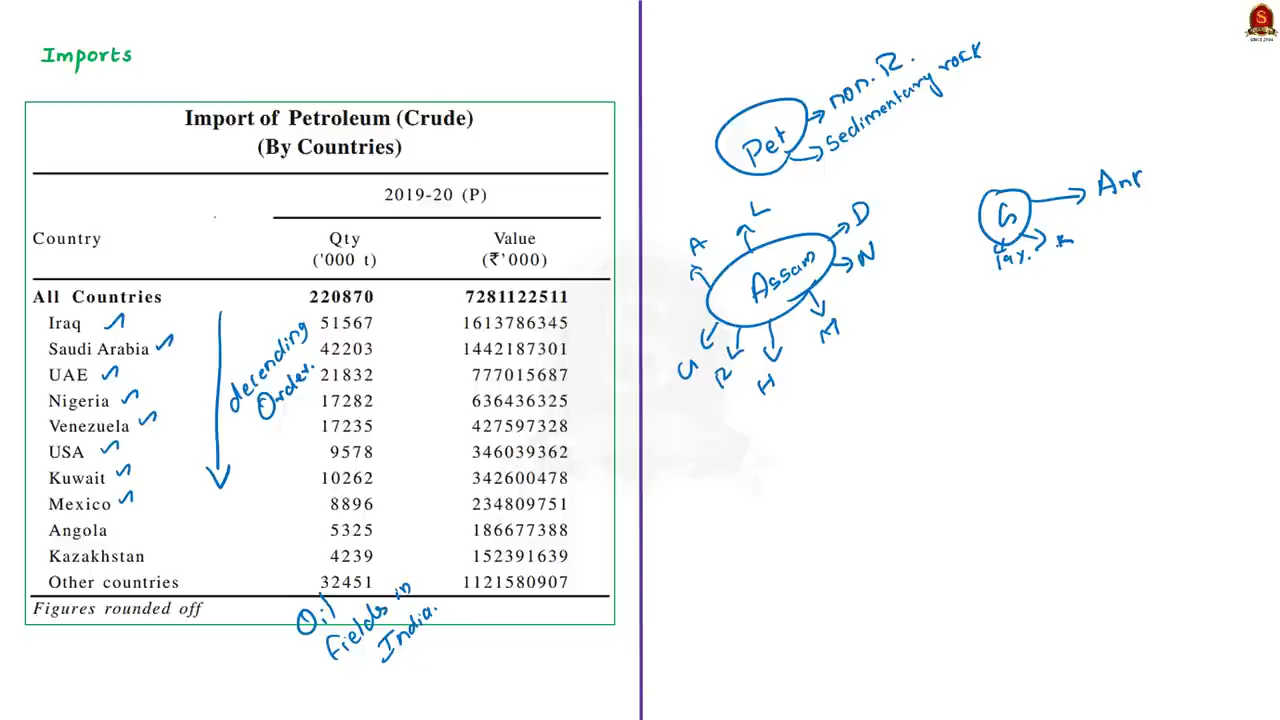 Imports
Import of Petroleum (Crude)
(By Countries)
2019-20 (P)
Country Qty Value
('000 t) (₹'000)
All Countries 220870 7281122511
Iraq 51567 1613786345
Saudi Arabia 42203 1442187301
UAE 21832 777015687
Nigeria 17282 636436325
Venezuela 17235 427597328
USA 9578 346039362
Kuwait 10262 342600478
Mexico 8896 234809751
Angola 5325 186677388
Kazakhstan 4239 152391639
Other countries 32451 1121580907
Figures rounded off
decending
Order.
Oil
Fields in
India.
Pet
non. R.
sedimentary rock
Assam
A
L
D
N
M
H
R
G
G